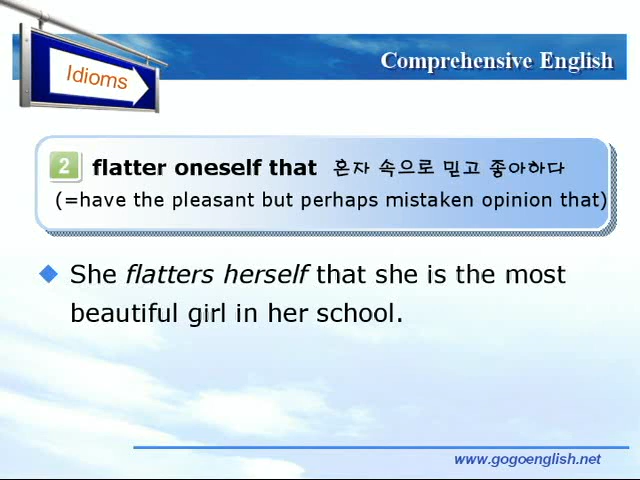 Idioms
Comprehensive English
2 flatter oneself that 혼자 속으로 믿고 좋아하다
(=have the pleasant but perhaps mistaken opinion that)
She flatters herself that she is the most
beautiful girl in her school.
www.gogoenglish.net